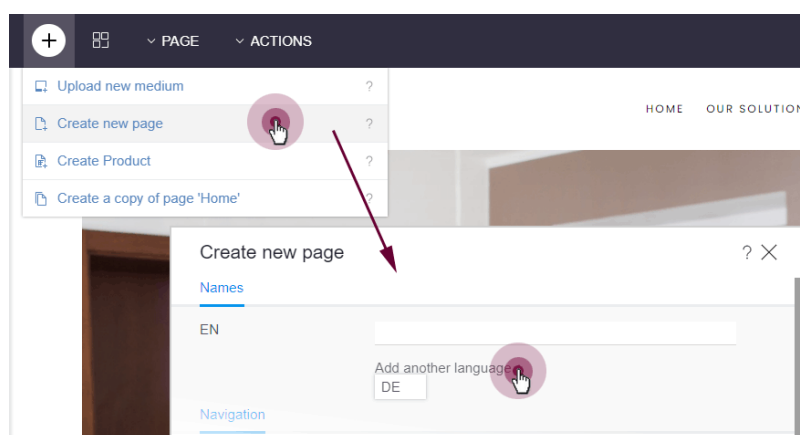 PAGE ACTIONS
Upload new medium ?
Create new page ?
Create Product ?
Create a copy of page 'Home' ?
HOME OUR SOLUTION
Create new page ?
Names
EN
Add another language
DE
Navigation